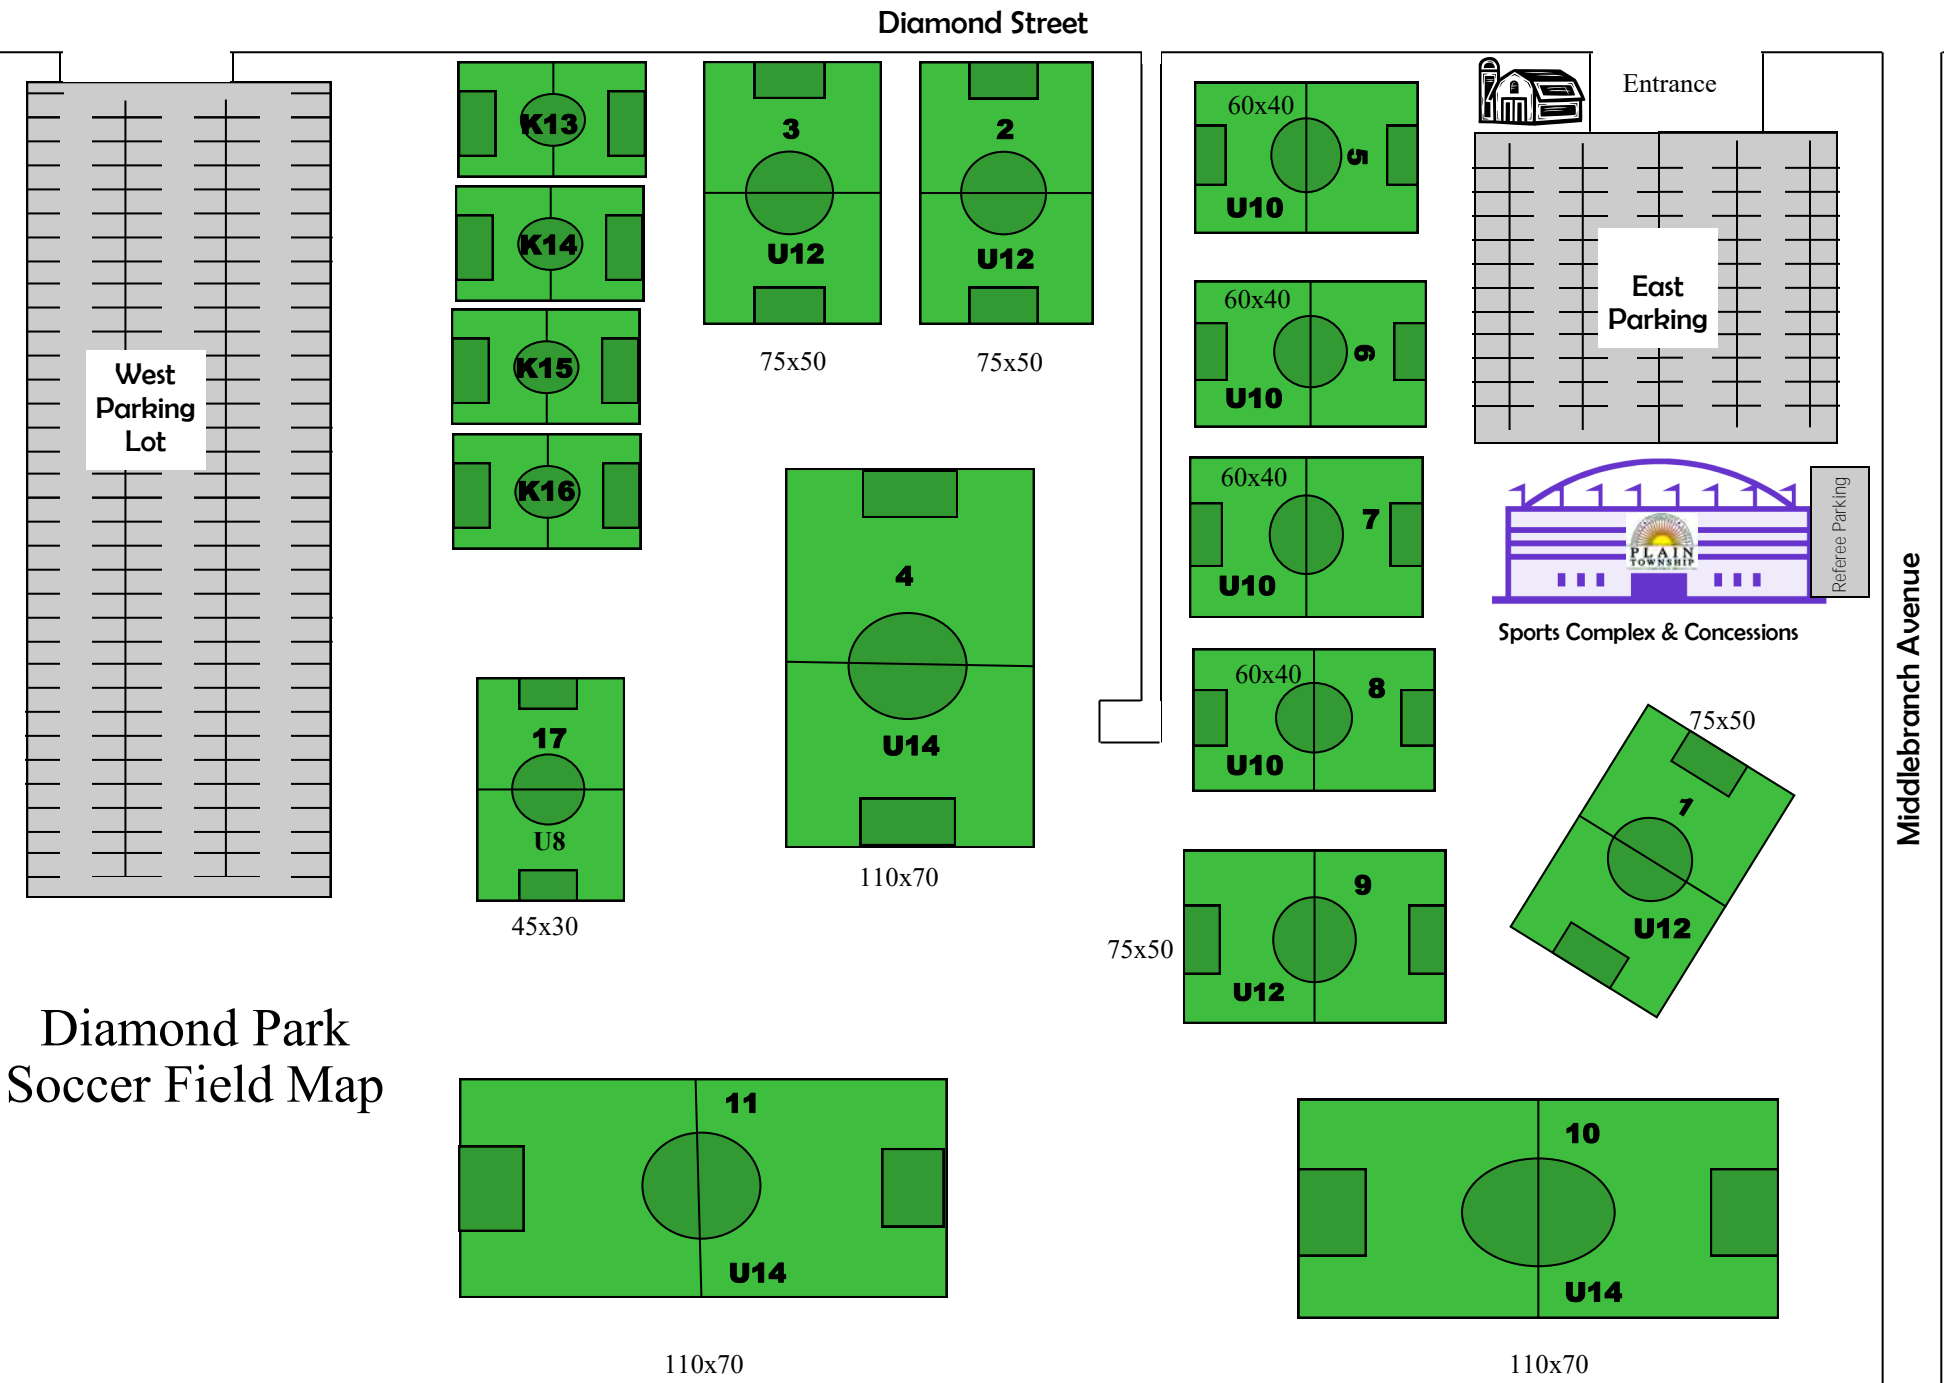 Diamond Street
Entrance
K13
K14
K15
K16
3
U12
75x50
2
U12
75x50
60x40
5
U10
60x40
6
U10
60x40
7
U10
60x40
8
U10
East
Parking
West
Parking
Lot
PLAIN
TOWNSHIP
Referee Parking
Sports Complex & Concessions
Middlebranch Avenue
4
U14
110x70
17
U8
45x30
75x50
1
U12
9
75x50
U12
Diamond Park
Soccer Field Map
11
U14
110x70
10
U14
110x70